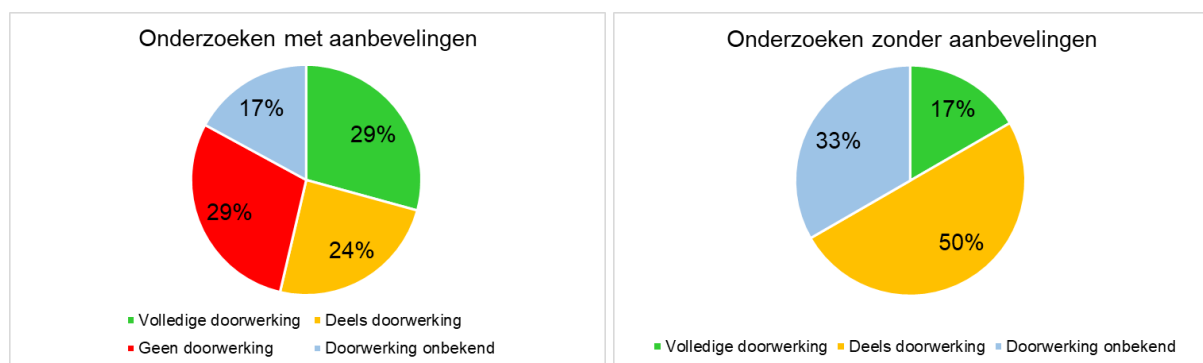 Onderzoeken met aanbevelingen
17%
29%
29%
24%
Volledige doorwerking
Deels doorwerking
Geen doorwerking
Doorwerking onbekend
Onderzoeken zonder aanbevelingen
17%
33%
50%
Volledige doorwerking
Deels doorwerking
Doorwerking onbekend